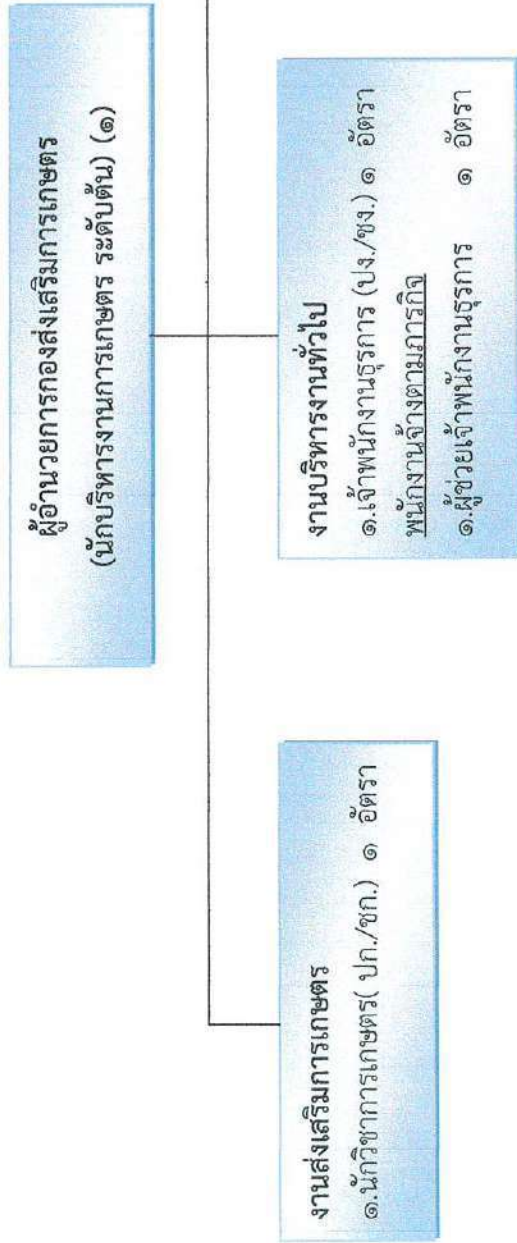 ผู้อำนวยการกองส่งเสริมการเกษตร
(นักบริหารงานการเกษตร ระดับต้น) (๑)
งานส่งเสริมการเกษตร
๑.นักวิชาการเกษตร( ปก./ชก.) ๑ อัตรา
งานบริหารงานทั่วไป
๑.เจ้าพนักงานธุรการ (ปง./ชง.) ๑ อัตรา
พนักงานจ้างตามภารกิจ
๑.ผู้ช่วยเจ้าพนักงานธุรการ ๑ อัตรา